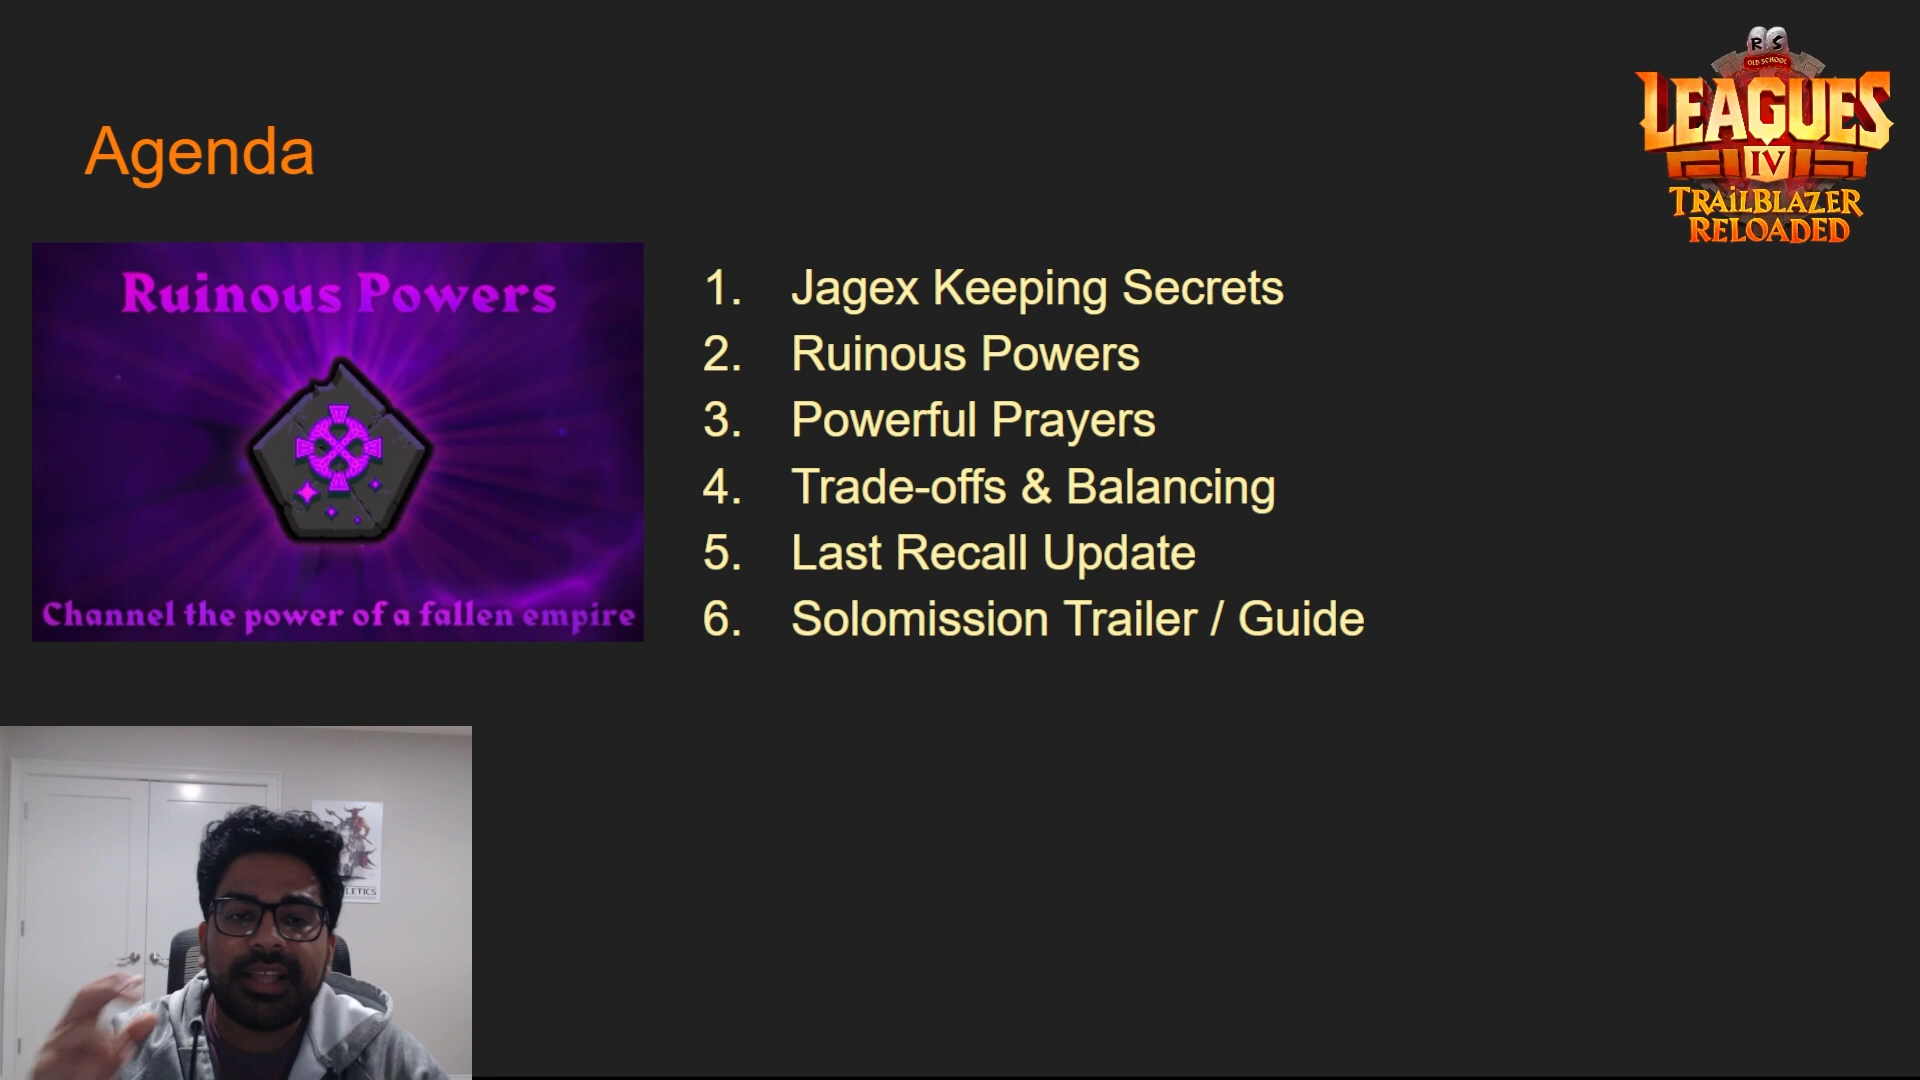 Agenda
RS
OLD SCHOOL
LEAGUES
IV
TRAILBLAZER
RELOADED
Ruinous Powers
Channel the power of a fallen empire
1. Jagex Keeping Secrets
2. Ruinous Powers
3. Powerful Prayers
4. Trade-offs & Balancing
5. Last Recall Update
6. Solomission Trailer / Guide
LETICS